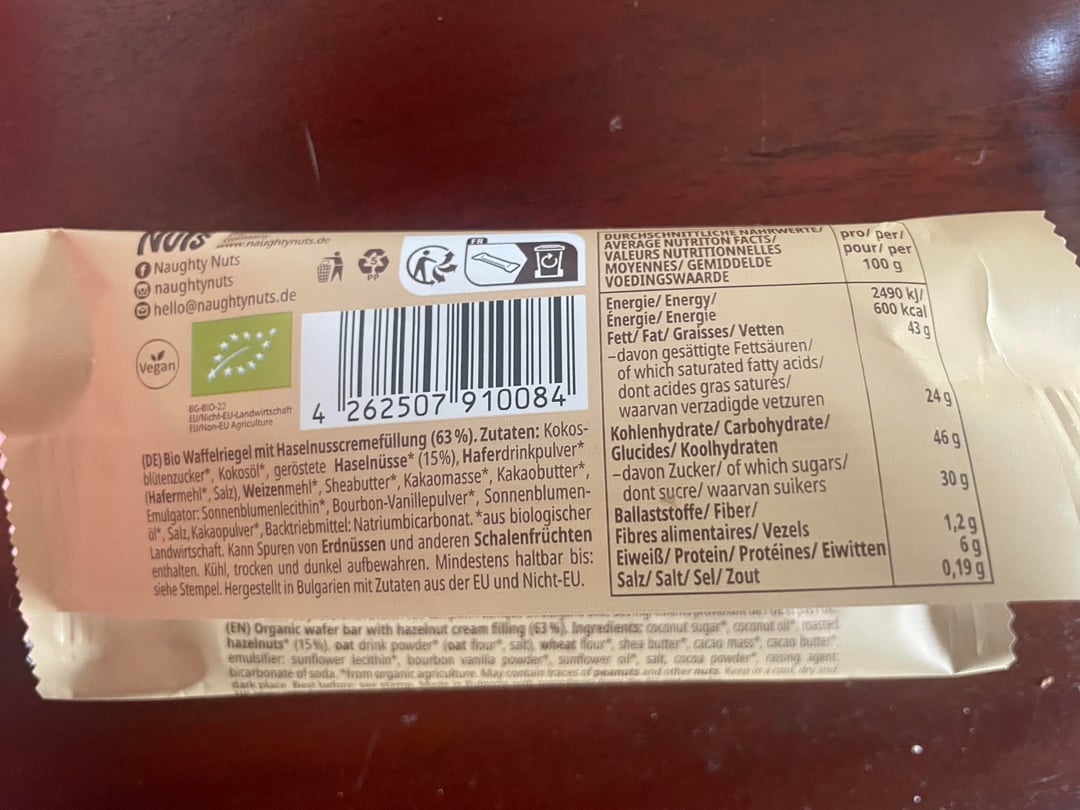 NUTS
www.naughtynuts.de
Naughty Nuts
naughtynuts
hello@naughtynuts.de
5
PP
FR
Vegan
BG-BIO-22
EU/Nicht-EU-Landwirtschaft
EU/Non-EU Agriculture
4 262507 910084
(DE) Bio Waffelriegel mit Haselnusscremefüllung (63 %). Zutaten: Kokos-
blütenzucker*, Kokosöl*, geröstete Haselnüsse* (15%), Haferdrinkpulver*
(Hafermehl*, Salz), Weizenmehl*, Sheabutter*, Kakaomasse*, Kakaobutter*,
Emulgator: Sonnenblumenlecithin*, Bourbon-Vanillepulver*, Sonnenblumen-
öl*, Salz, Kakaopulver*, Backtriebmittel: Natriumbicarbonat. *aus biologischer
Landwirtschaft. Kann Spuren von Erdnüssen und anderen Schalenfrüchten
enthalten. Kühl, trocken und dunkel aufbewahren. Mindestens haltbar bis:
siehe Stempel. Hergestellt in Bulgarien mit Zutaten aus der EU und Nicht-EU.
DURCHSCHNITTLICHE NÄHRWERTE/
AVERAGE NUTRITON FACTS/
VALEURS NUTRITIONNELLES
MOYENNES/ GEMIDDELDE
VOEDINGSWAARDE
pro/ per/
pour/ per
100 g
Energie/ Energy/
Énergie/ Energie
2490 kJ/
600 kcal
Fett/ Fat/ Graisses/ Vetten
43 g
–davon gesättigte Fettsäuren/
of which saturated fatty acids/
dont acides gras saturés/
waarvan verzadigde vetzuren
24 g
Kohlenhydrate/ Carbohydrate/
Glucides/ Koolhydraten
46 g
–davon Zucker/ of which sugars/
dont sucre/ waarvan suikers
30 g
Ballaststoffe/ Fiber/
Fibres alimentaires/ Vezels
1,2 g
Eiweiß/ Protein/ Protéines/ Eiwitten
6 g
Salz/ Salt/ Sel/ Zout
0,19 g
(EN) Organic wafer bar with hazelnut cream filling (63 %). Ingredients: coconut sugar*, coconut oil*, roasted
hazelnuts* (15%), oat drink powder* (oat flour*, salt), wheat flour*, shea butter*, cacao mass*, cacao butter*,
emulsifier: sunflower lecithin*, bourbon vanilla powder*, sunflower oil*, salt, cocoa powder*, raising agent:
bicarbonate of soda. *from organic agriculture. May contain traces of peanuts and other nuts. Keep in a cool, dry and
dark place. Best before: see stamp.